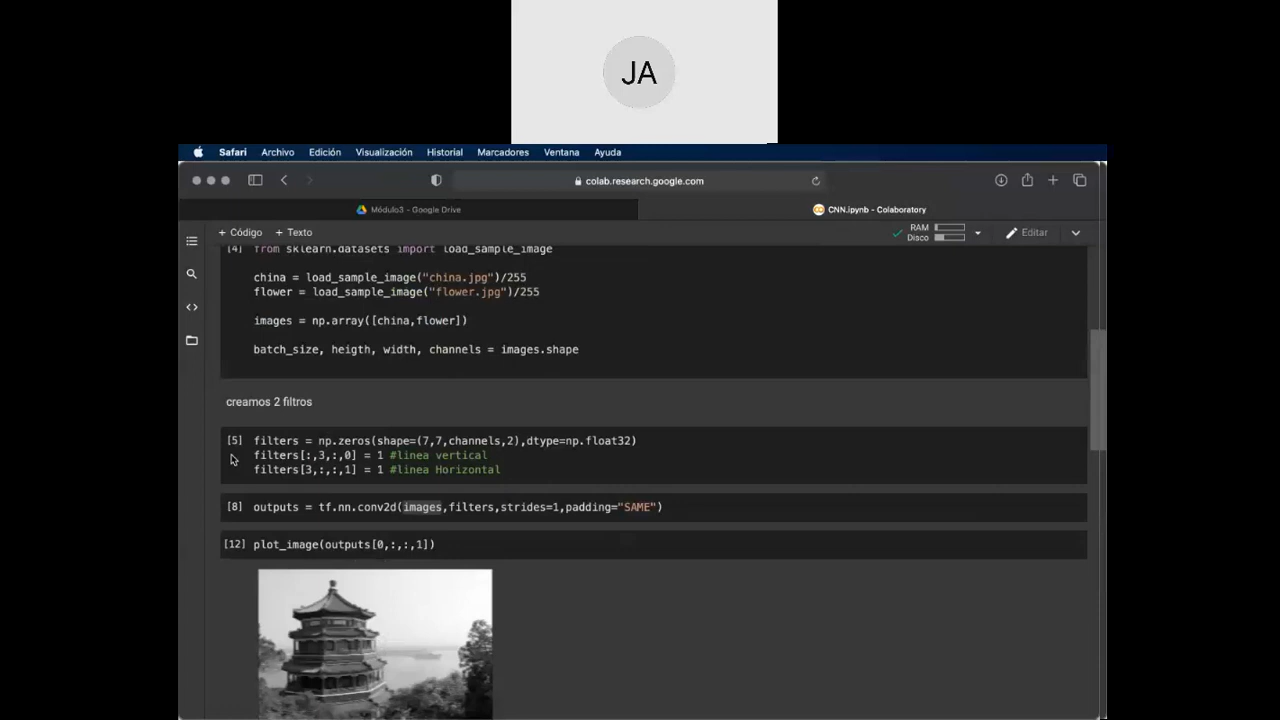 JA
Safari Archivo Edición Visualización Historial Marcadores Ventana Ayuda
colab.research.google.com
Módulo3 - Google Drive CNN.ipynb - Colaboratory
+ Código + Texto RAM Disco Editar
[4] from sklearn.datasets import load_sample_image
china = load_sample_image("china.jpg")/255
flower = load_sample_image("flower.jpg")/255
images = np.array([china,flower])
batch_size, heigth, width, channels = images.shape
creamos 2 filtros
[5] filters = np.zeros(shape=(7,7,channels,2),dtype=np.float32)
filters[:,3,:,0] = 1 #linea vertical
filters[3,:,:,1] = 1 #linea Horizontal
[8] outputs = tf.nn.conv2d(images,filters,strides=1,padding="SAME")
[12] plot_image(outputs[0,:,:,1])